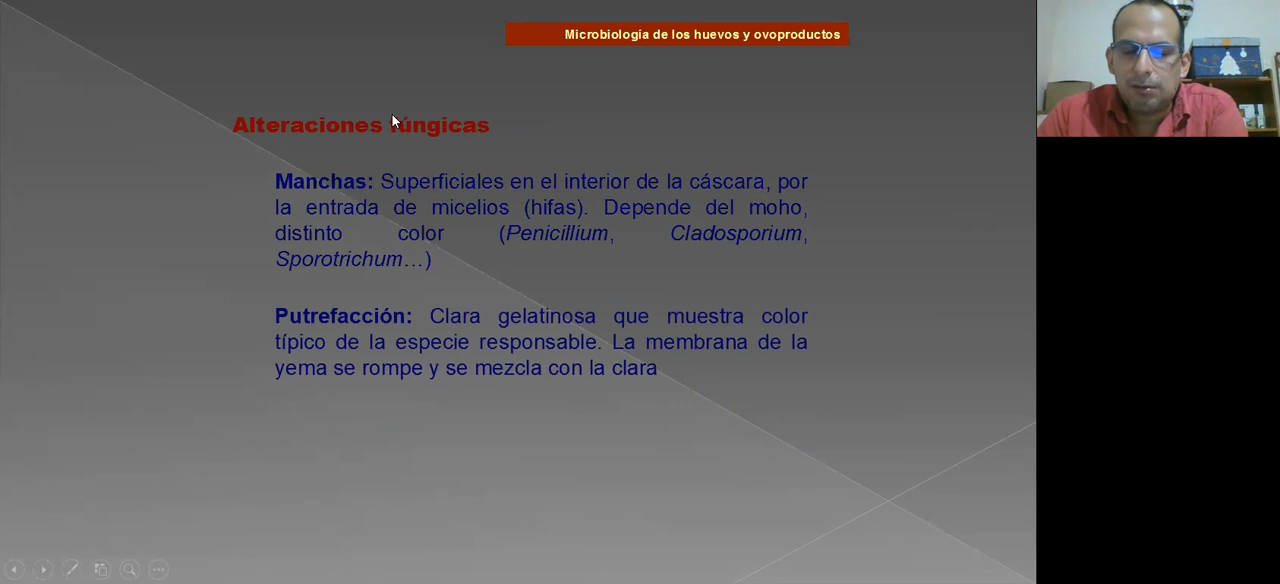 Microbiología de los huevos y ovoproductos
Alteraciones fúngicas
Manchas: Superficiales en el interior de la cáscara, por
la entrada de micelios (hifas). Depende del moho,
distinto color (Penicillium, Cladosporium,
Sporotrichum…)
Putrefacción: Clara gelatinosa que muestra color
típico de la especie responsable. La membrana de la
yema se rompe y se mezcla con la clara